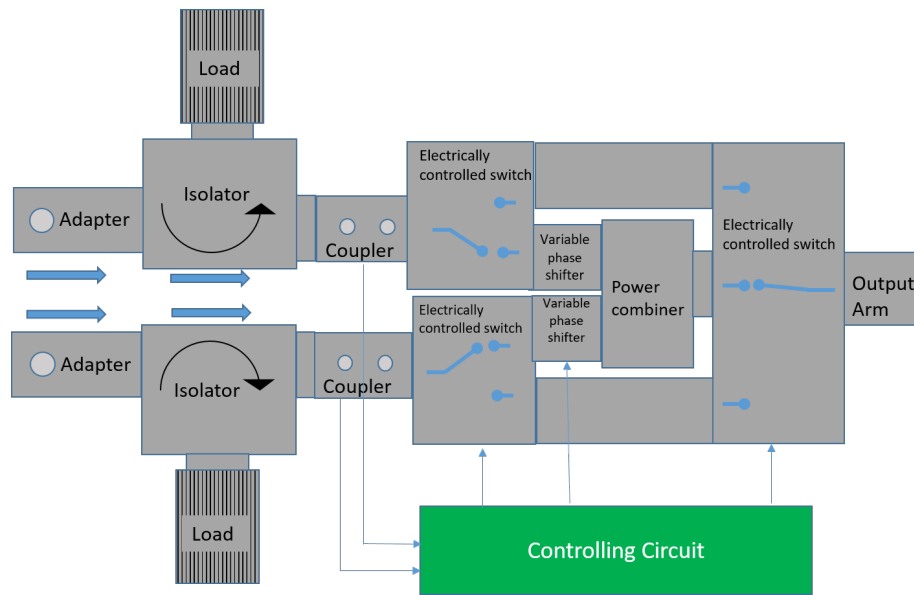 Load
Adapter
Isolator
Coupler
Electrically
controlled switch
Variable
phase
shifter
Power
combiner
Electrically
controlled switch
Output
Arm
Adapter
Isolator
Coupler
Electrically
controlled switch
Variable
phase
shifter
Load
Controlling Circuit